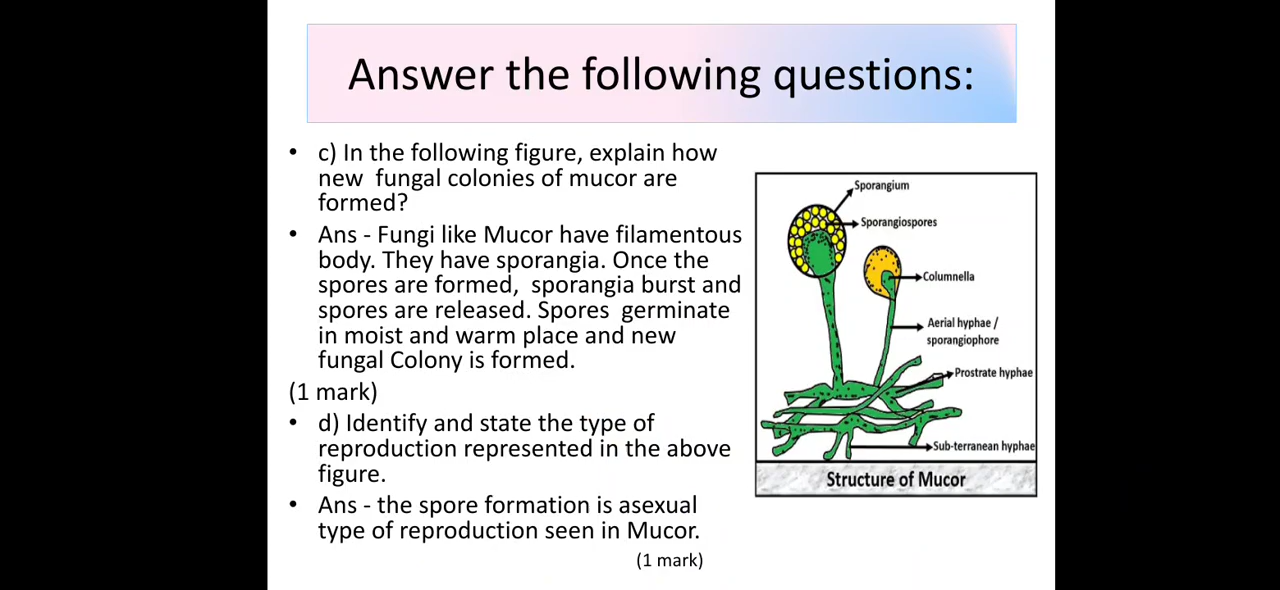 Answer the following questions:
• c) In the following figure, explain how
new fungal colonies of mucor are
formed?
• Ans - Fungi like Mucor have filamentous
body. They have sporangia. Once the
spores are formed, sporangia burst and
spores are released. Spores germinate
in moist and warm place and new
fungal Colony is formed.
(1 mark)
• d) Identify and state the type of
reproduction represented in the above
figure.
• Ans - the spore formation is asexual
type of reproduction seen in Mucor.
(1 mark)
Sporangium
Sporangiospores
Columnella
Aerial hyphae /
sporangiophore
Prostrate hyphae
Sub-terranean hyphae
Structure of Mucor